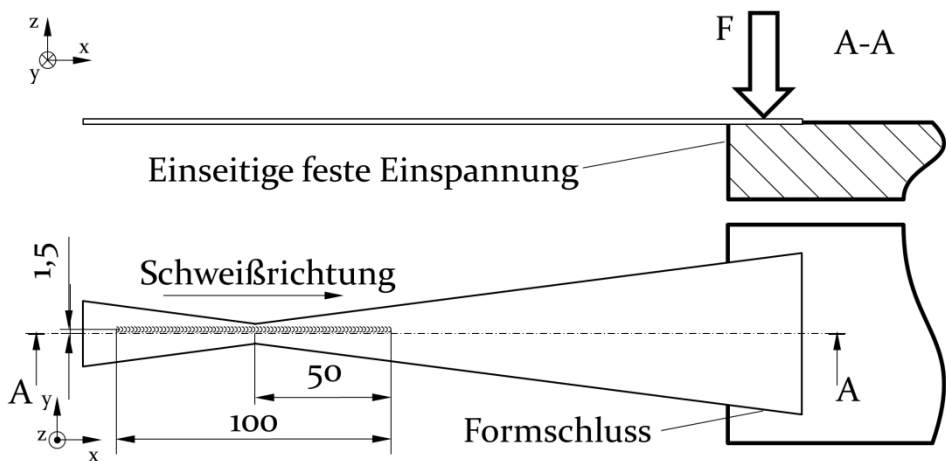 z
x
y
F
A-A
Einseitige feste Einspannung
1,5
Schweißrichtung
A
A
50
100
y
z
x
Formschluss